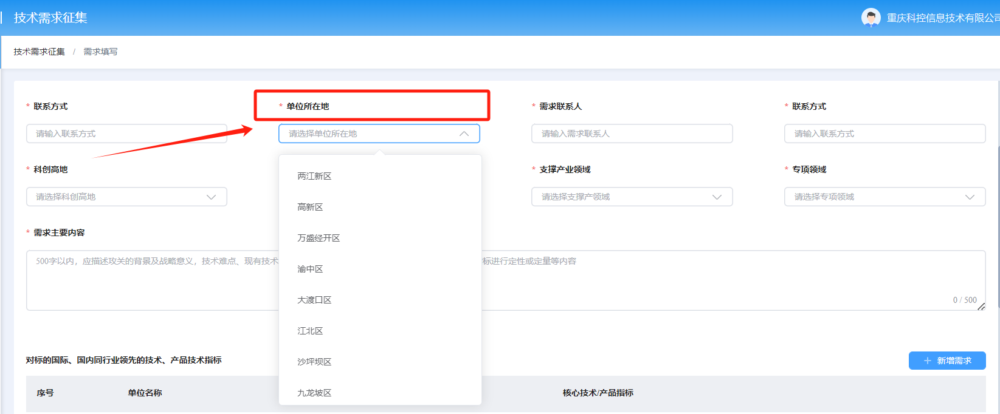 技术需求征集
重庆科控信息技术有限公司
技术需求征集 / 需求填写
* 联系方式
* 单位所在地
* 需求联系人
* 联系方式
请输入联系方式
请选择单位所在地
请输入需求联系人
请输入联系方式
* 科创高地
* 支撑产业领域
* 专项领域
请选择科创高地
请选择支撑产领域
请选择专项领域
两江新区
高新区
万盛经开区
渝中区
大渡口区
江北区
沙坪坝区
九龙坡区
* 需求主要内容
500字以内，应描述攻关的背景及战略意义，技术难点、现有技术
标进行定性或定量等内容
0 / 500
对标的国际、国内同行业领先的技术、产品技术指标
+ 新增需求
序号
单位名称
核心技术/产品指标